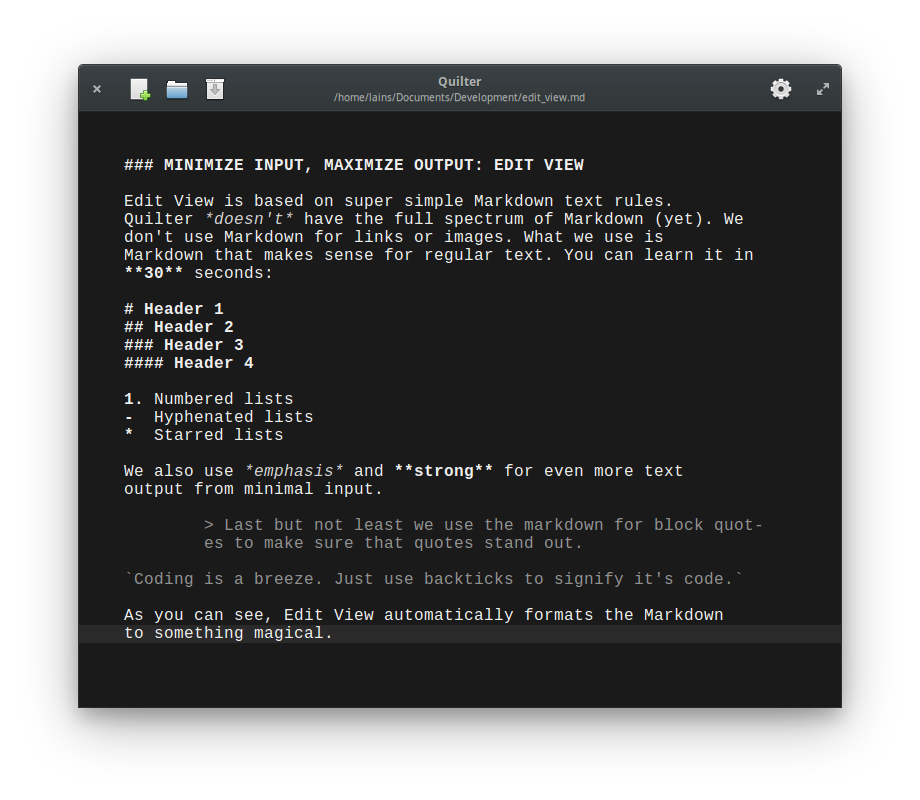 Quilter
/home/lains/Documents/Development/edit_view.md
### MINIMIZE INPUT, MAXIMIZE OUTPUT: EDIT VIEW
Edit View is based on super simple Markdown text rules.
Quilter *doesn't* have the full spectrum of Markdown (yet). We
don't use Markdown for links or images. What we use is
Markdown that makes sense for regular text. You can learn it in
**30** seconds:
# Header 1
## Header 2
### Header 3
#### Header 4
1. Numbered lists
-  Hyphenated lists
*  Starred lists
We also use *emphasis* and **strong** for even more text
output from minimal input.
> Last but not least we use the markdown for block quot-
es to make sure that quotes stand out.
`Coding is a breeze. Just use backticks to signify it's code.`
As you can see, Edit View automatically formats the Markdown
to something magical.